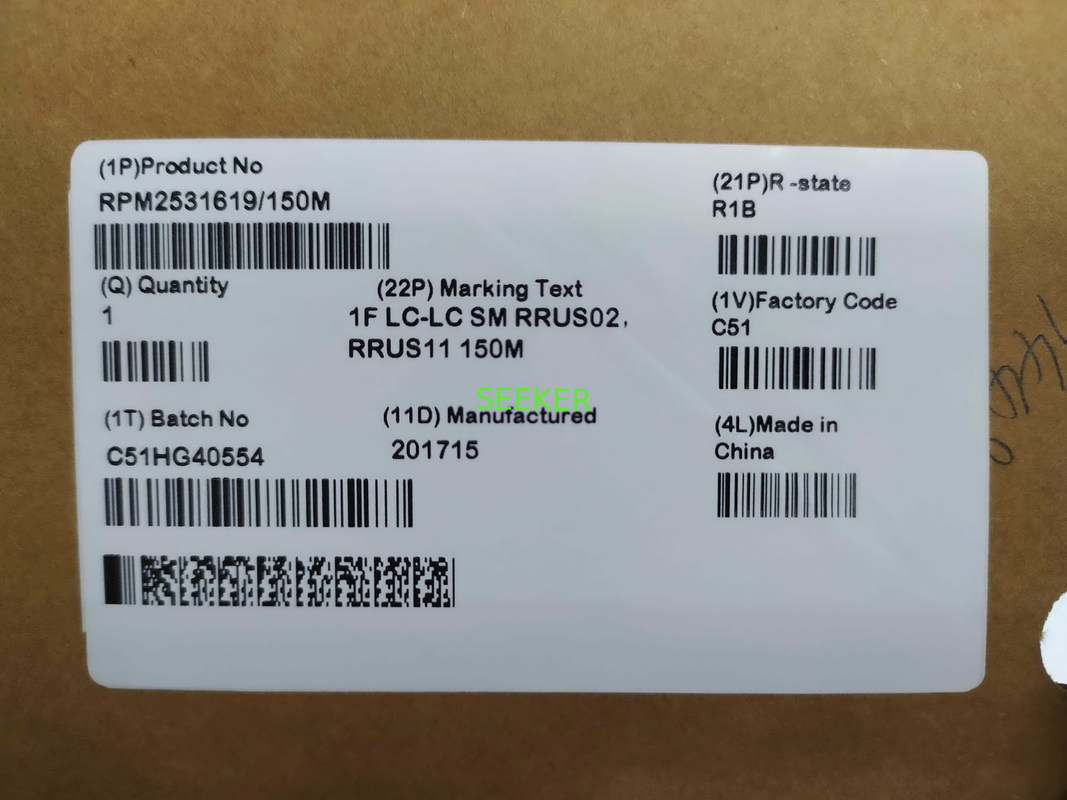 (1P)Product No
RPM2531619/150M
(21P)R -state
R1B
(Q) Quantity
1
(22P) Marking Text
1F LC-LC SM RRUS02,
RRUS11 150M
(1V)Factory Code
C51
SEEKER
(1T) Batch No
C51HG40554
(11D) Manufactured
201715
(4L)Made in
China